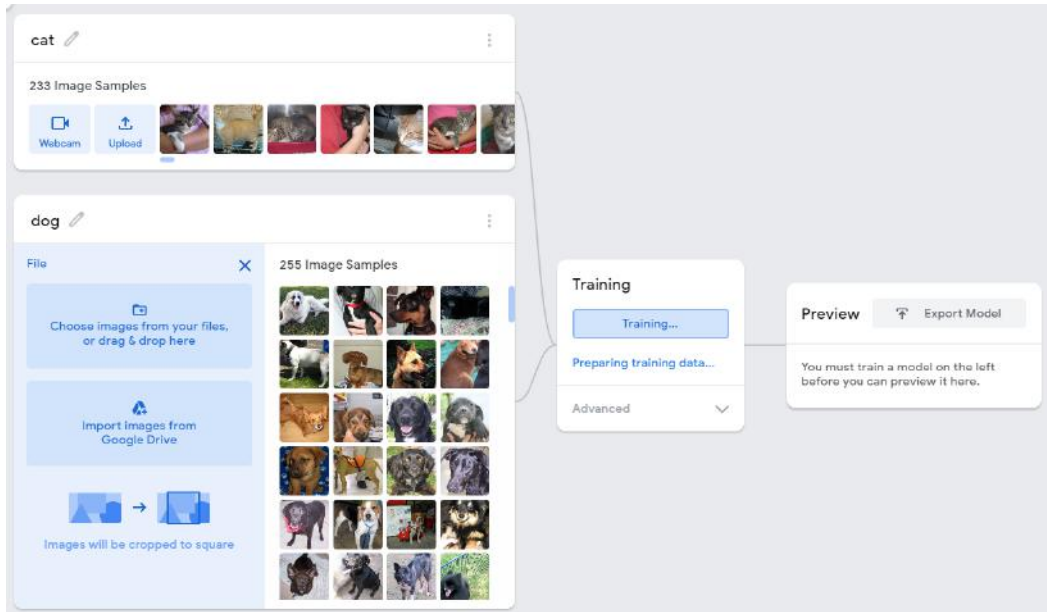 cat
233 Image Samples
Webcam
Upload
dog
File
Choose images from your files,
or drag & drop here
Import images from
Google Drive
Images will be cropped to square
255 Image Samples
Training
Training...
Preparing training data...
Advanced
Preview
Export Model
You must train a model on the left
before you can preview it here.